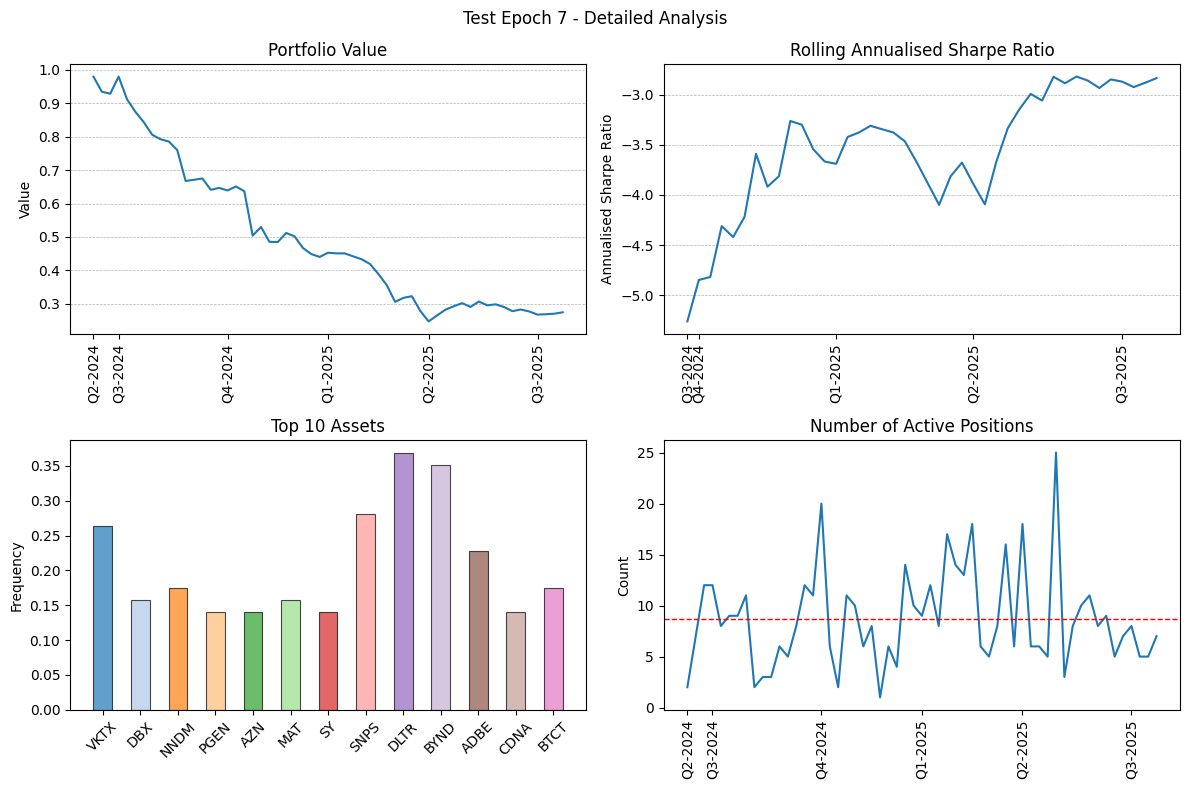 Test Epoch 7 - Detailed Analysis
Portfolio Value
Value
1.0
0.9
0.8
0.7
0.6
0.5
0.4
0.3
Q2-2024
Q3-2024
Q4-2024
Q1-2025
Q2-2025
Q3-2025
Rolling Annualised Sharpe Ratio
Annualised Sharpe Ratio
−3.0
−3.5
−4.0
−4.5
−5.0
Q3-2024
Q4-2024
Q1-2025
Q2-2025
Q3-2025
Top 10 Assets
Frequency
0.35
0.30
0.25
0.20
0.15
0.10
0.05
0.00
VKTX
DBX
NNDM
PGEN
AZN
MAT
SY
SNPS
DLTR
BYND
ADBE
CDNA
BTCT
Number of Active Positions
Count
25
20
15
10
5
0
Q2-2024
Q3-2024
Q4-2024
Q1-2025
Q2-2025
Q3-2025